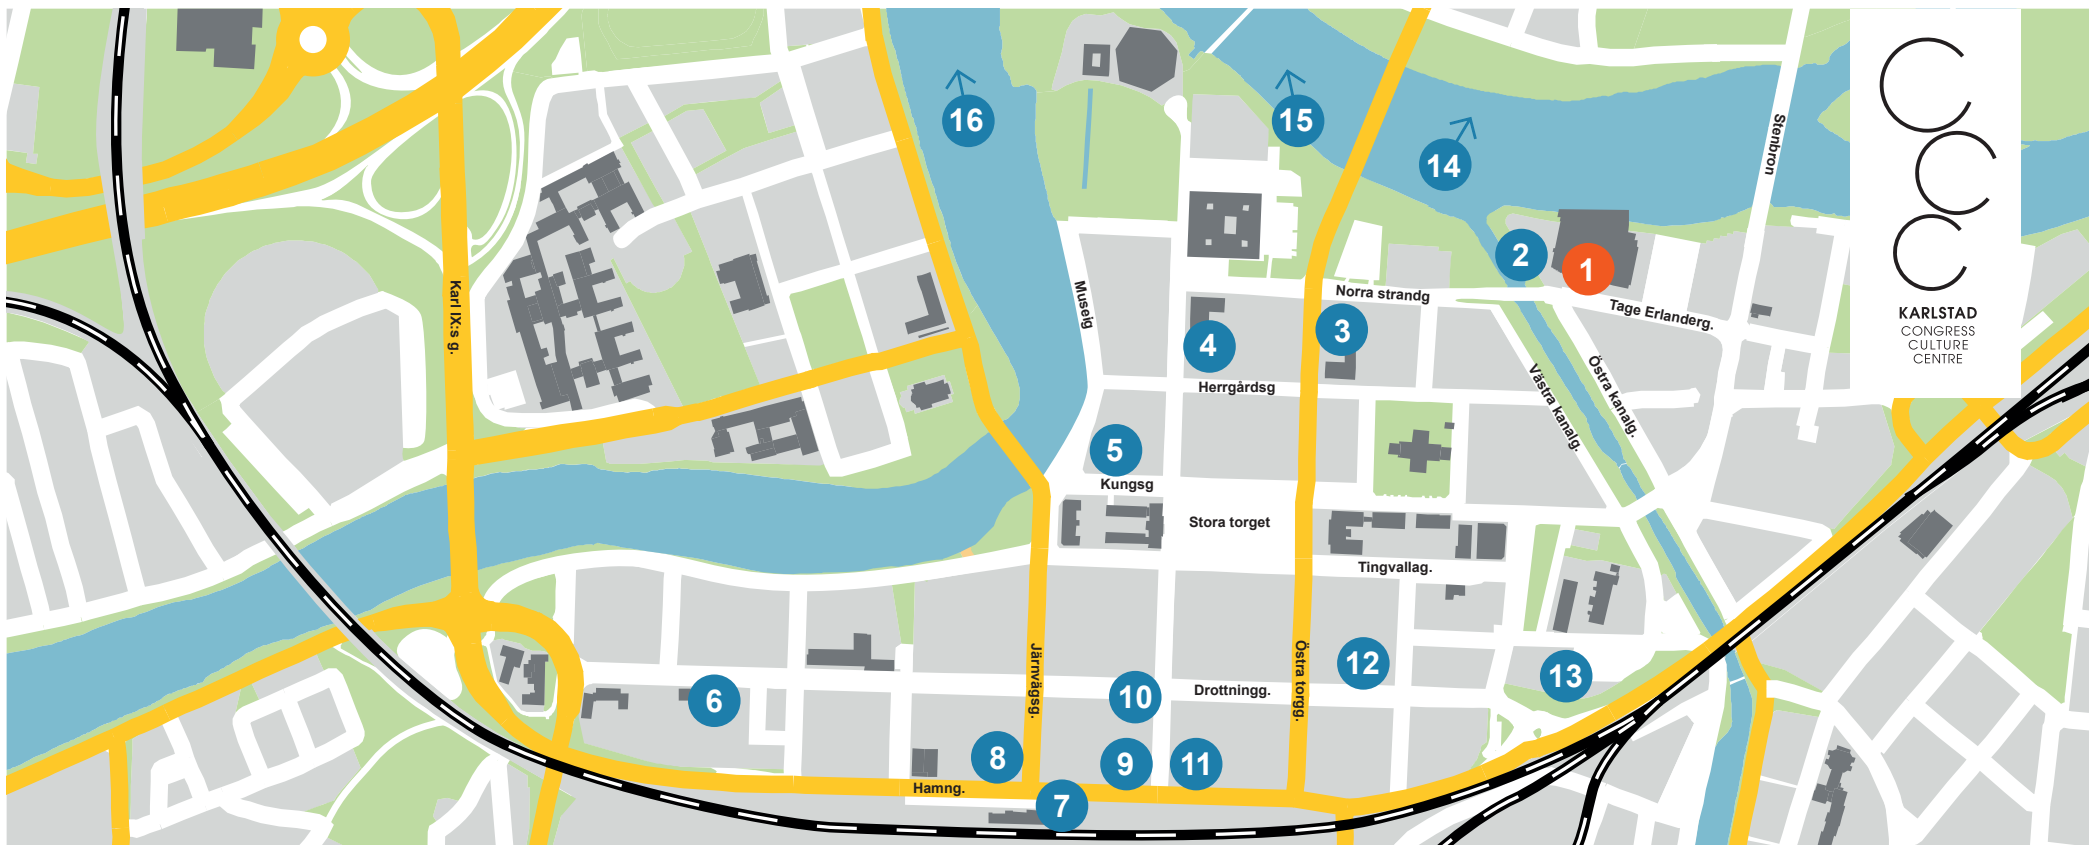 16
15
14
Stenbron
KARLSTAD
CONGRESS
CULTURE
CENTRE
2
1
Karl IX:s g.
Museig
Norra strandg
Tage Erlanderg.
3
4
Herrgårdsg
Västra kanalg.
Östra kanalg.
5
Kungsg
Stora torget
Tingvallag.
Järnvägsg.
Östra torgg.
12
13
6
10
Drottningg.
8
9
11
Hamng.
7